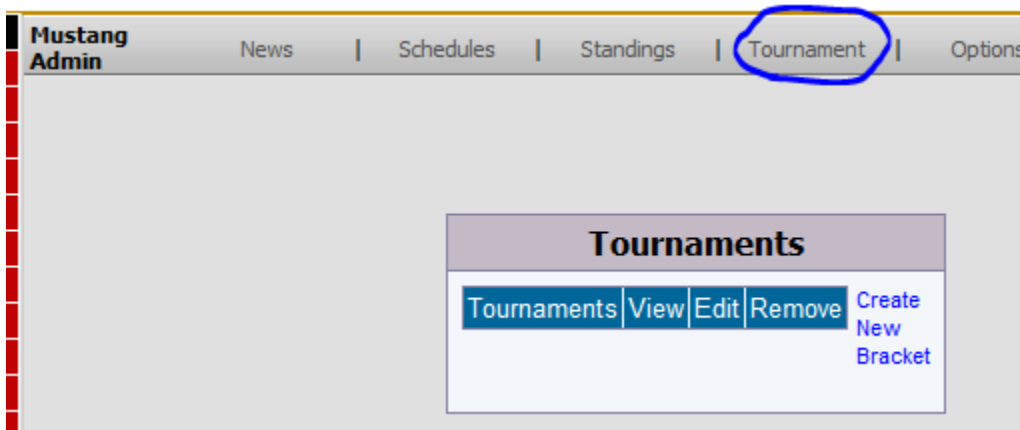 Mustang Admin News | Schedules | Standings | Tournament | Options
Tournaments
Tournaments View Edit Remove
Create
New
Bracket